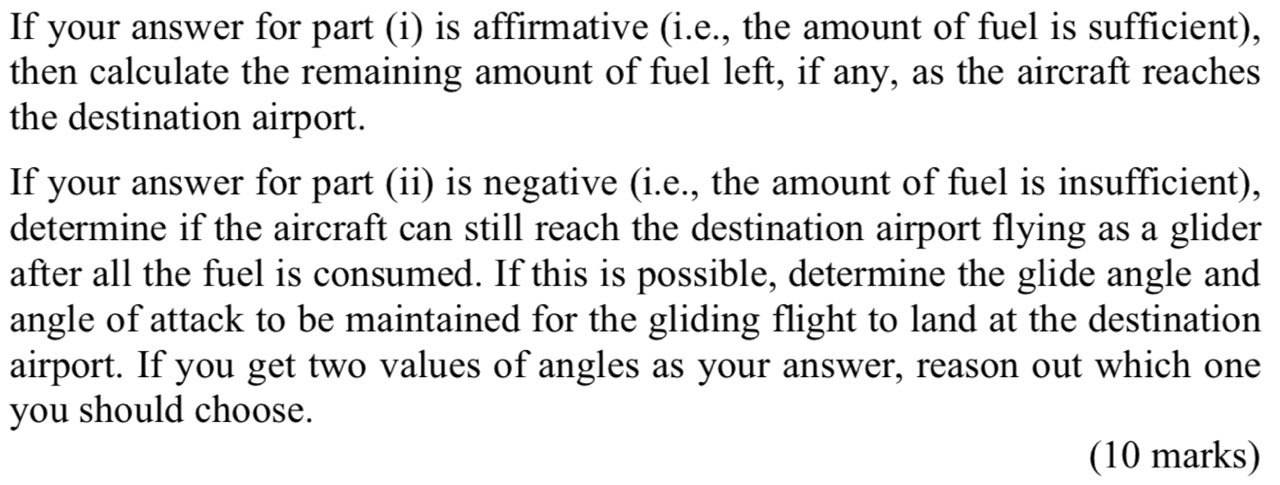 If your answer for part (i) is affirmative (i.e., the amount of fuel is sufficient),
then calculate the remaining amount of fuel left, if any, as the aircraft reaches
the destination airport.
If your answer for part (ii) is negative (i.e., the amount of fuel is insufficient),
determine if the aircraft can still reach the destination airport flying as a glider
after all the fuel is consumed. If this is possible, determine the glide angle and
angle of attack to be maintained for the gliding flight to land at the destination
airport. If you get two values of angles as your answer, reason out which one
you should choose.
(10 marks)